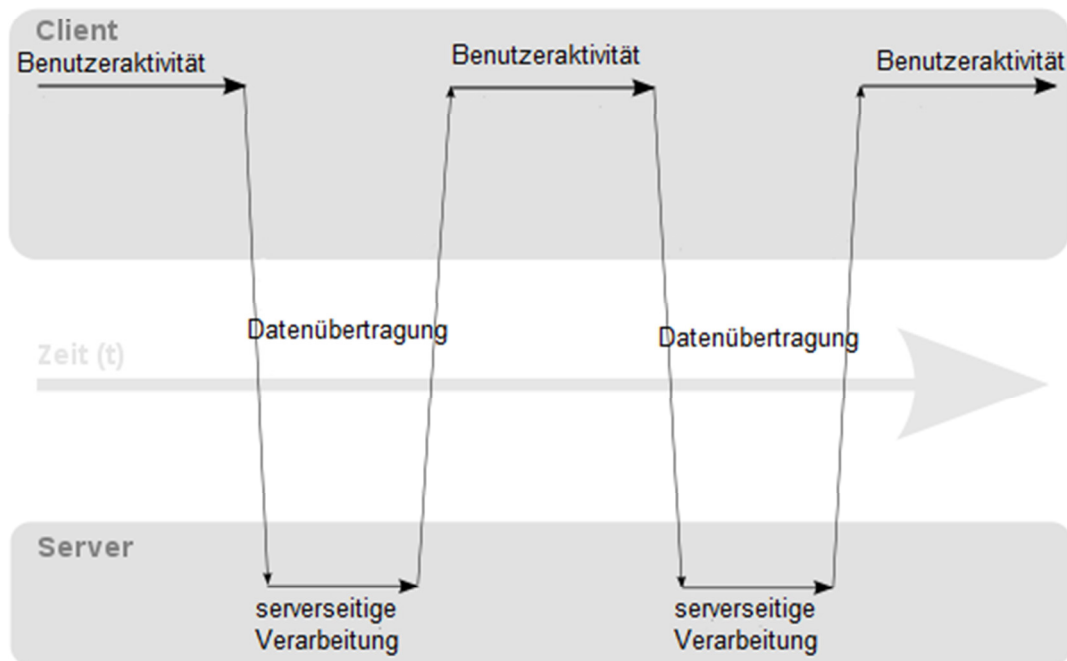 Client
Benutzeraktivität
Benutzeraktivität
Benutzeraktivität
Datenübertragung
Datenübertragung
Zeit (t)
Server
serverseitige
Verarbeitung
serverseitige
Verarbeitung